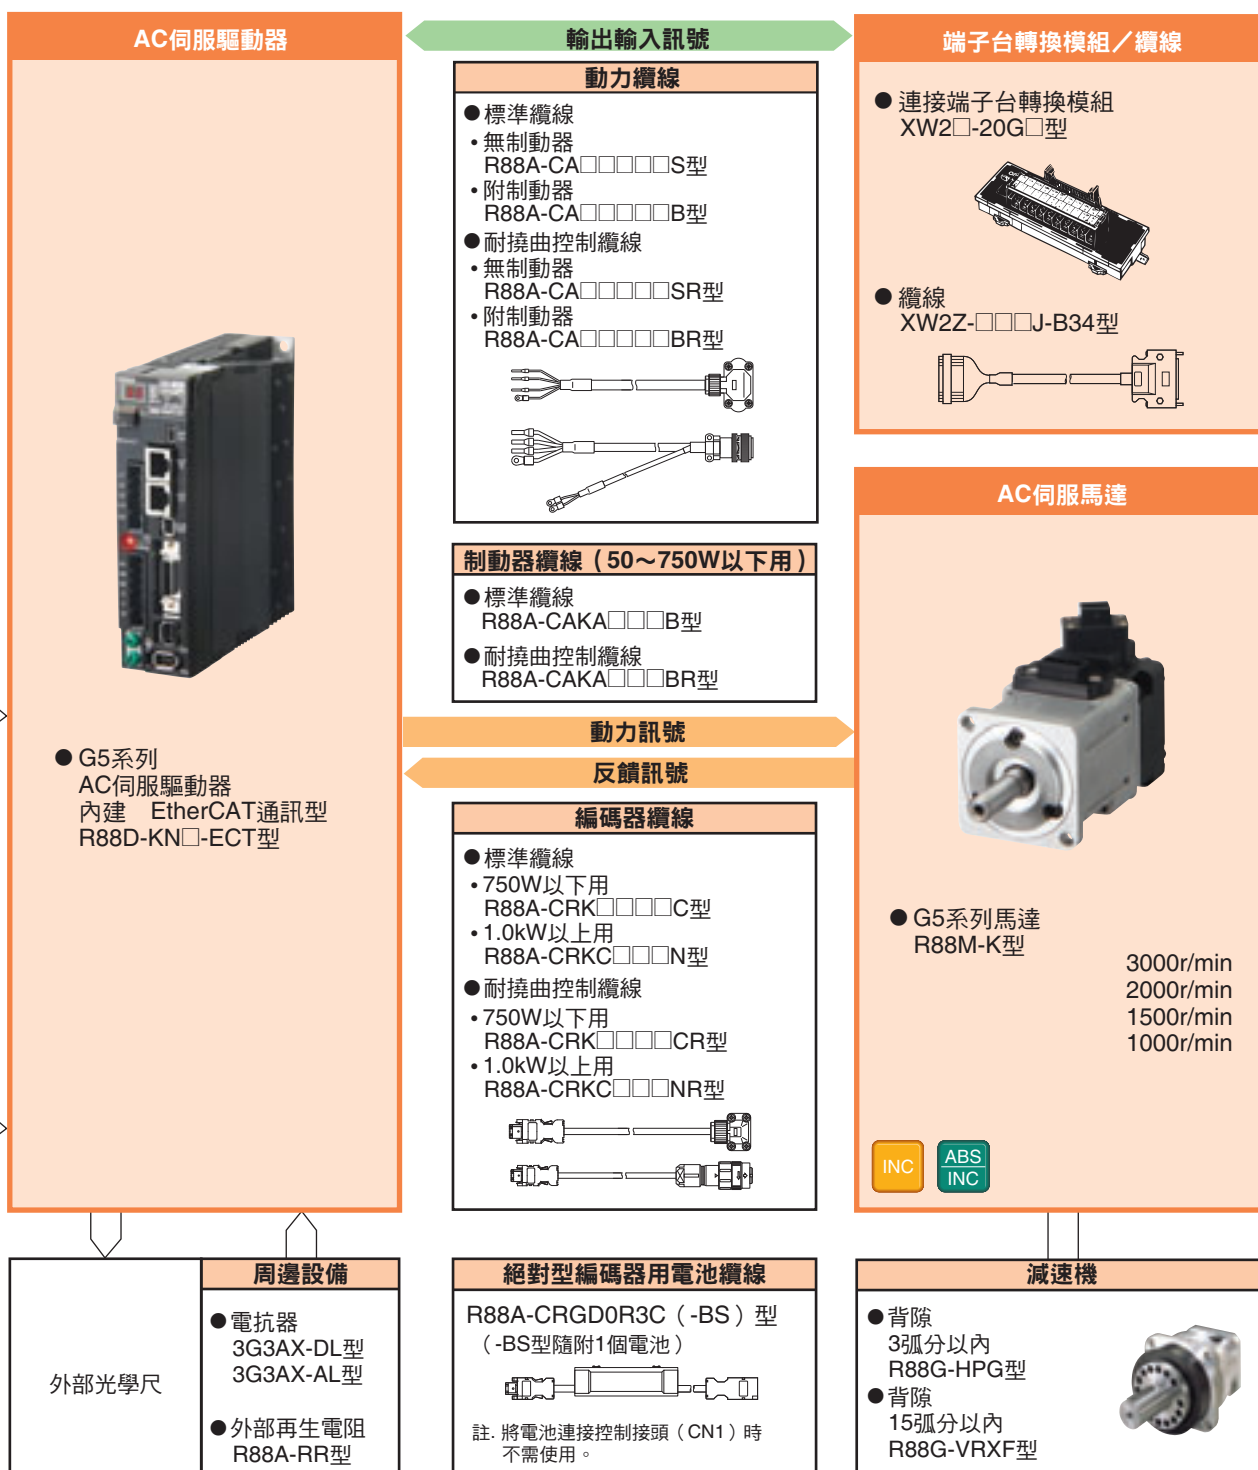 AC伺服驅動器
● G5系列
AC伺服驅動器
內建　EtherCAT通訊型
R88D-KN□-ECT型
輸出輸入訊號
動力纜線
●標準纜線
・無制動器
R88A-CA□□□□□S型
・附制動器
R88A-CA□□□□□B型
●耐撓曲控制纜線
・無制動器
R88A-CA□□□□□SR型
・附制動器
R88A-CA□□□□□BR型
制動器纜線（50～750W以下用）
●標準纜線
R88A-CAKA□□□B型
●耐撓曲控制纜線
R88A-CAKA□□□BR型
動力訊號
反饋訊號
編碼器纜線
●標準纜線
・750W以下用
R88A-CRK□□□□C型
・1.0kW以上用
R88A-CRKC□□□N型
●耐撓曲控制纜線
・750W以下用
R88A-CRK□□□□CR型
・1.0kW以上用
R88A-CRKC□□□NR型
端子台轉換模組／纜線
● 連接端子台轉換模組
XW2□-20G□型
● 纜線
XW2Z-□□□J-B34型
AC伺服馬達
● G5系列馬達
R88M-K型
3000r/min
2000r/min
1500r/min
1000r/min
INC
ABS
INC
外部光學尺
周邊設備
●電抗器
3G3AX-DL型
3G3AX-AL型
●外部再生電阻
R88A-RR型
絕對型編碼器用電池纜線
R88A-CRGD0R3C（-BS）型
（-BS型隨附1個電池）
註. 將電池連接控制接頭（CN1）時
不需使用。
減速機
●背隙
3弧分以內
R88G-HPG型
●背隙
15弧分以內
R88G-VRXF型